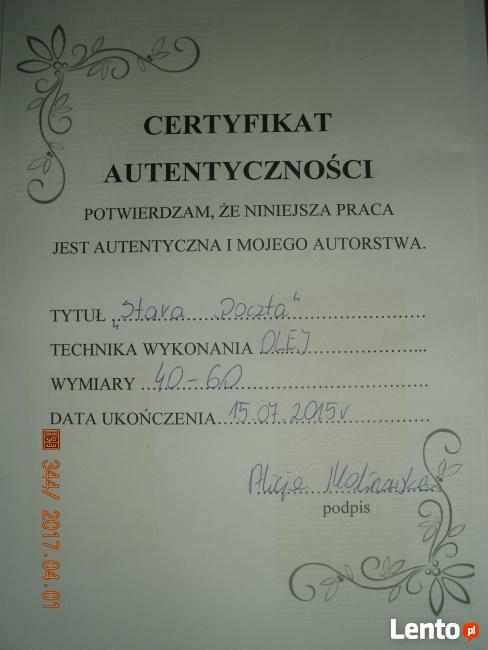 CERTYFIKAT
AUTENTYCZNOŚCI
POTWIERDZAM, ŻE NINIEJSZA PRACA
JEST AUTENTYCZNA I MOJEGO AUTORSTWA.
TYTUŁ „Stara Poczta"
TECHNIKA WYKONANIA OLEJ
WYMIARY 40-60
DATA UKOŃCZENIA 15.07.2015r
Alicja
podpis
344/ 2017.04.01
Lento.pl